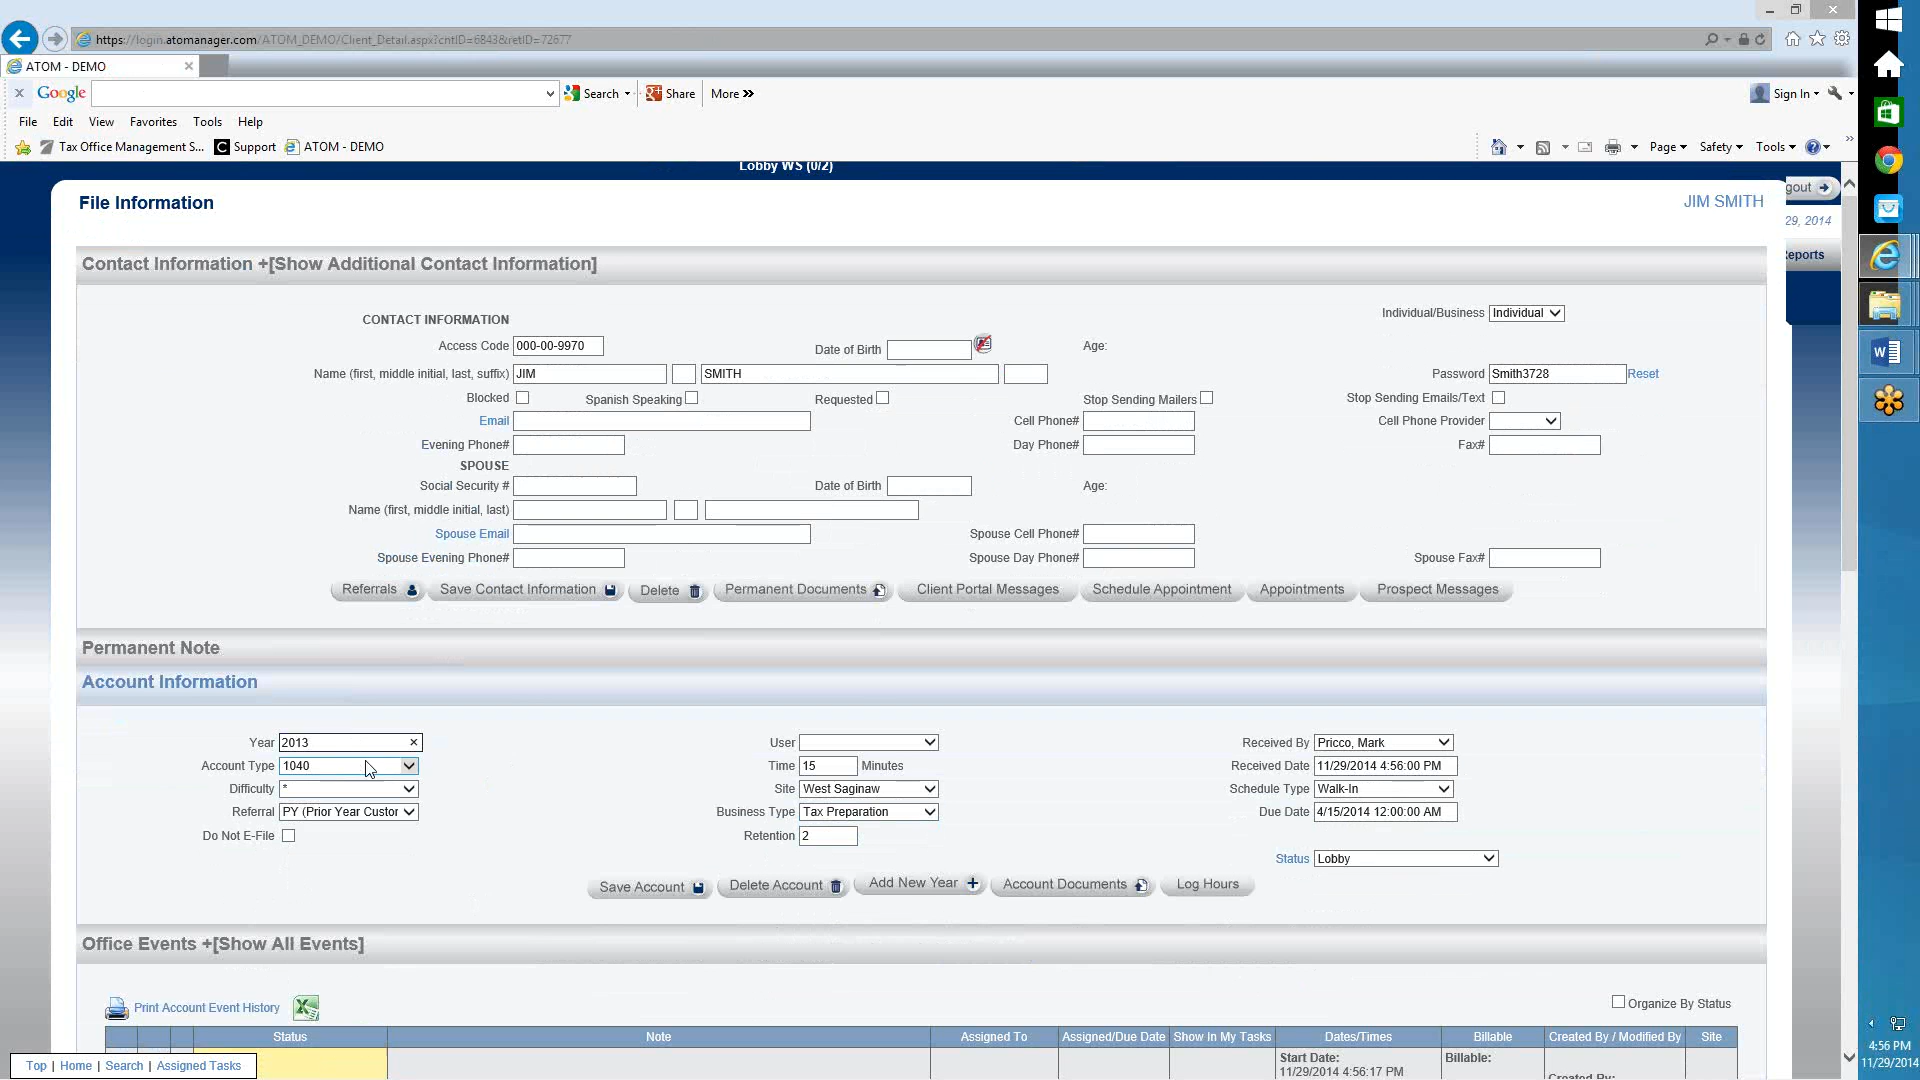 https://login.atomanager.com/ATOM_DEMO/Client_Detail.aspx?cntID=6843&retID=72677
ATOM - DEMO
Google Search Share More Sign In
File Edit View Favorites Tools Help
Tax Office Management S... Support ATOM - DEMO Page Safety Tools
Lobby WS (0/2)
gout
File Information JIM SMITH
29, 2014
eports
Contact Information +[Show Additional Contact Information]
Individual/Business Individual
CONTACT INFORMATION
Access Code 000-00-9970 Date of Birth Age:
Name (first, middle initial, last, suffix) JIM SMITH Password Smith3728 Reset
Blocked Spanish Speaking Requested Stop Sending Mailers Stop Sending Emails/Text
Email Cell Phone# Cell Phone Provider
Evening Phone# Day Phone# Fax#
SPOUSE
Social Security # Date of Birth Age:
Name (first, middle initial, last)
Spouse Email Spouse Cell Phone#
Spouse Evening Phone# Spouse Day Phone# Spouse Fax#
Referrals Save Contact Information Delete Permanent Documents Client Portal Messages Schedule Appointment Appointments Prospect Messages
Permanent Note
Account Information
Year 2013 User Received By Pricco, Mark
Account Type 1040 Time 15 Minutes Received Date 11/29/2014 4:56:00 PM
Difficulty * Site West Saginaw Schedule Type Walk-In
Referral PY (Prior Year Custor Business Type Tax Preparation Due Date 4/15/2014 12:00:00 AM
Do Not E-File Retention 2
Status Lobby
Save Account Delete Account Add New Year Account Documents Log Hours
Office Events +[Show All Events]
Print Account Event History Organize By Status
Status Note Assigned To Assigned/Due Date Show In My Tasks Dates/Times Billable Created By / Modified By Site
Start Date: Billable:
11/29/2014 4:56:17 PM
Top | Home | Search | Assigned Tasks
4:56 PM
11/29/2014